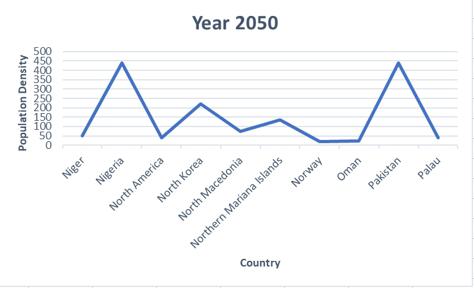 Year 2050
Population Density
500
450
400
350
300
250
200
150
100
50
0
Niger
Nigeria
North America
North Korea
North Macedonia
Northern Mariana Islands
Norway
Oman
Pakistan
Palau
Country